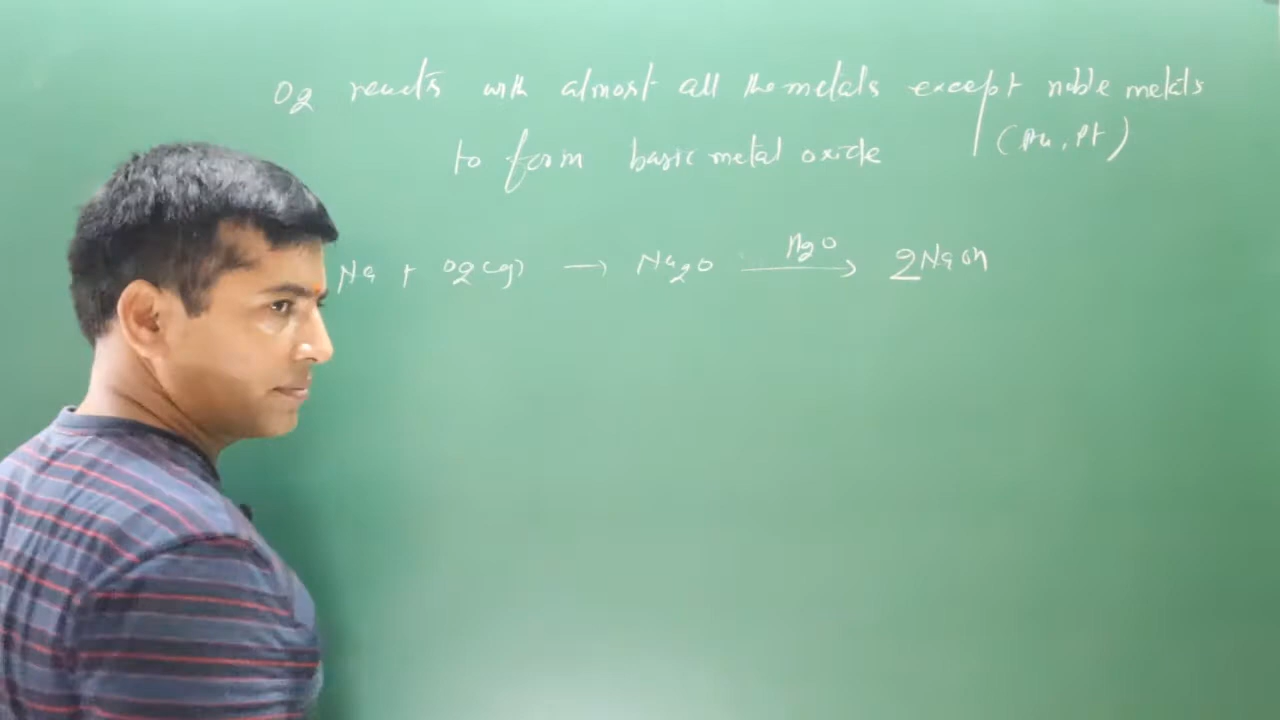 O2 reacts with almost all the metals except noble metals
to form basic metal oxide (Au, Pt)
Na + O2(g) → Na2O H2O → 2NaOH